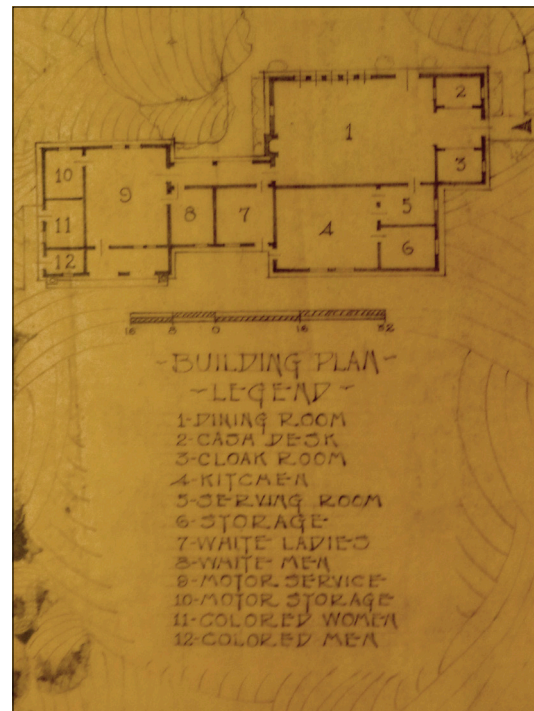 2
1
3
10
9
11
8
7
5
4
6
12
16 8 0 16 32
-BUILDING PLAN-
-LEGEND-
1-DINING ROOM
2-CASH DESK
3-CLOAK ROOM
4-KITCHEN
5-SERVING ROOM
6-STORAGE
7-WHITE LADIES
8-WHITE MEN
9-MOTOR SERVICE
10-MOTOR STORAGE
11-COLORED WOMEN
12-COLORED MEN